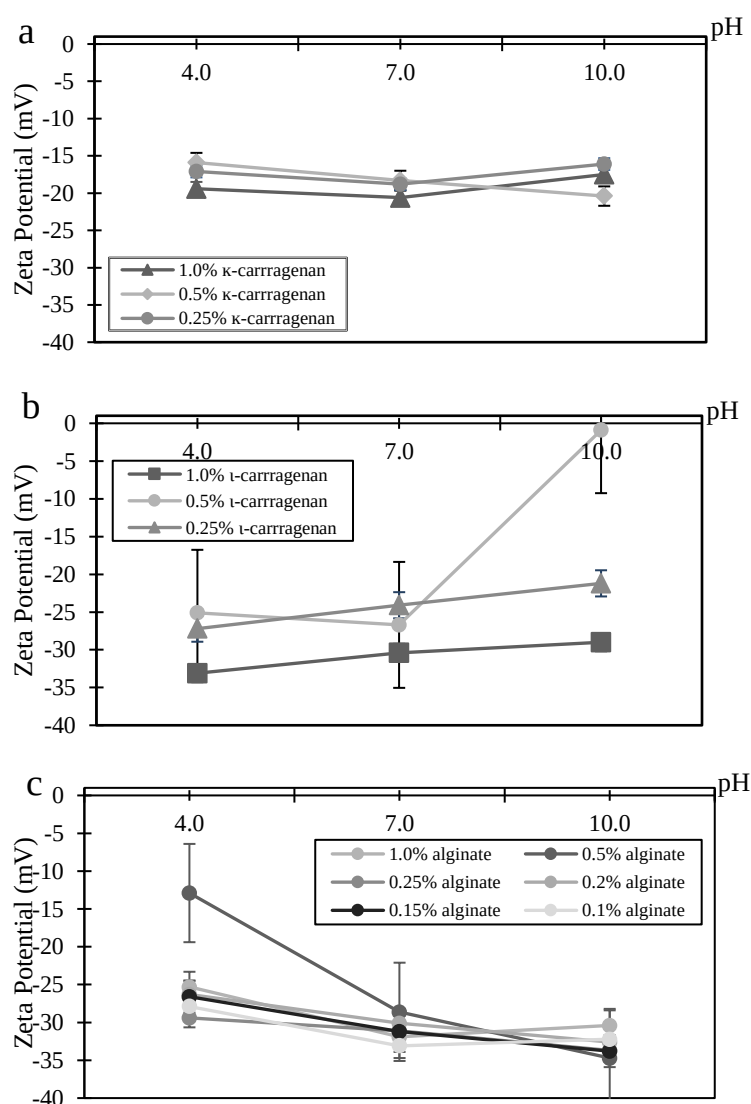 a
pH
0
4.0 7.0 10.0
-5
-10
-15
-20
-25
-30
-35
-40
Zeta Potential (mV)
1.0% κ-carrragenan
0.5% κ-carrragenan
0.25% κ-carrragenan
b
pH
0
4.0 7.0 10.0
-5
-10
-15
-20
-25
-30
-35
-40
Zeta Potential (mV)
1.0% ι-carrragenan
0.5% ι-carrragenan
0.25% ι-carrragenan
c
pH
0
4.0 7.0 10.0
-5
-10
-15
-20
-25
-30
-35
-40
Zeta Potential (mV)
1.0% alginate 0.5% alginate
0.25% alginate 0.2% alginate
0.15% alginate 0.1% alginate